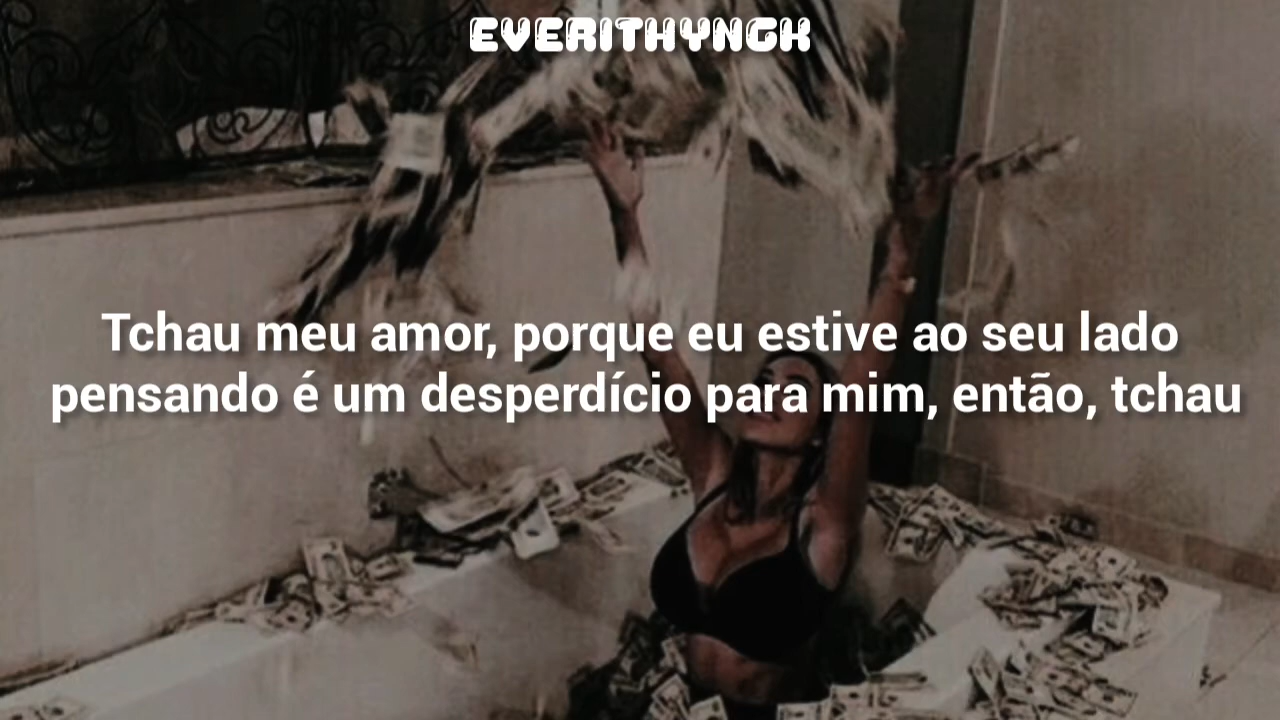 EVERITHYNGK
Tchau meu amor, porque eu estive ao seu lado
pensando é um desperdício para mim, então, tchau